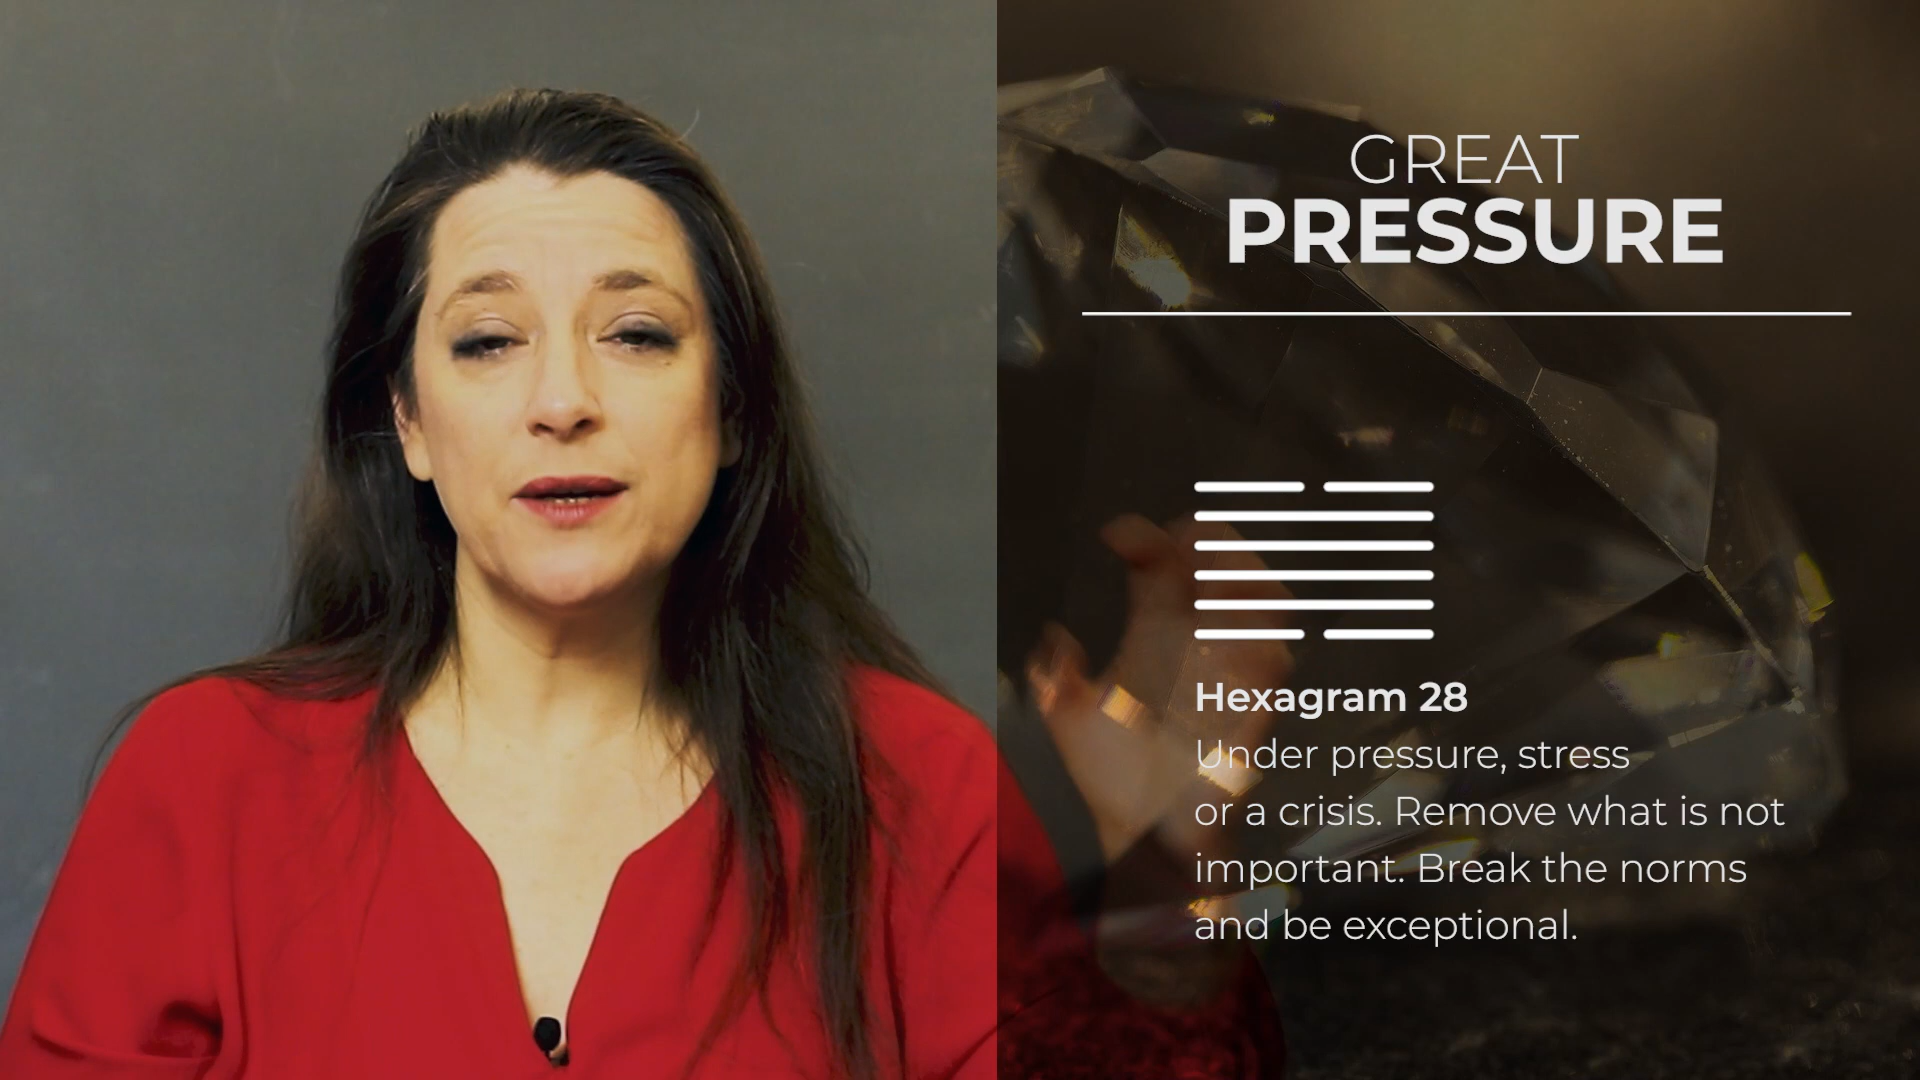 GREAT
PRESSURE
Hexagram 28
Under pressure, stress
or a crisis. Remove what is not
important. Break the norms
and be exceptional.